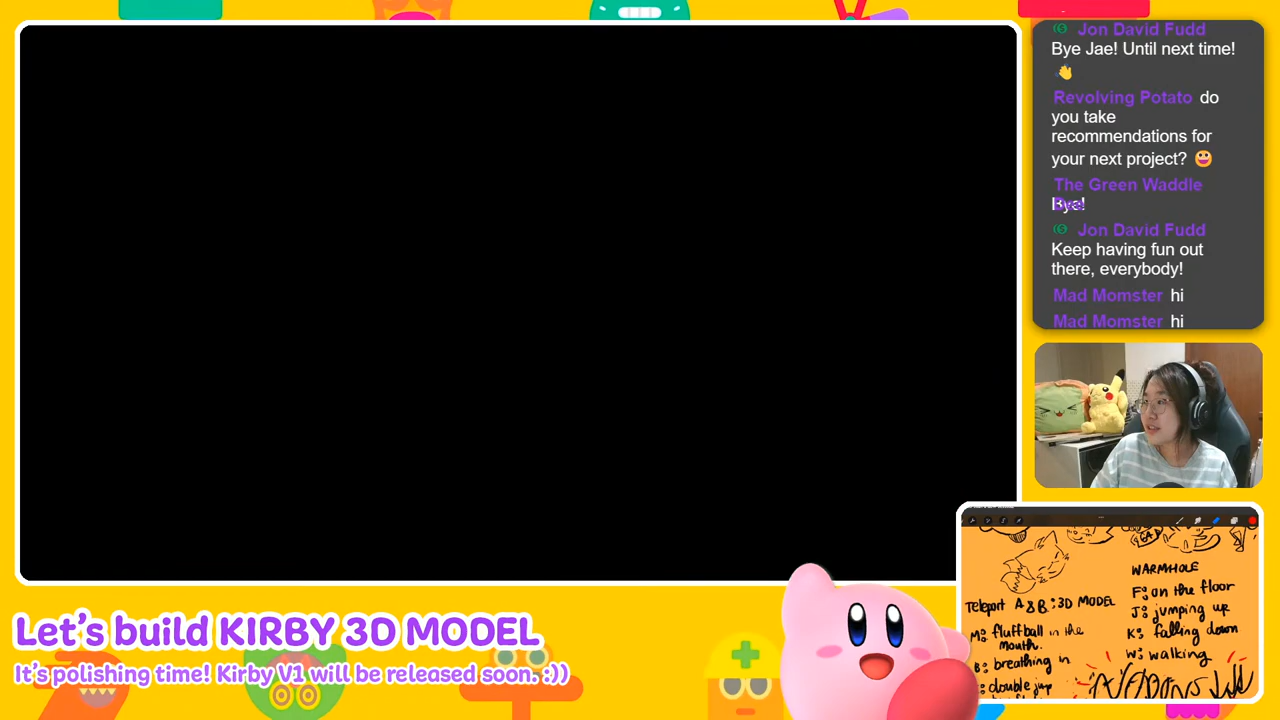 Jon David Fudd
Bye Jae! Until next time!
Revolving Potato do
you take
recommendations for
your next project?
The Green Waddle
Dee
Bye!
Jon David Fudd
Keep having fun out
there, everybody!
Mad Momster hi
Mad Momster hi
WARMHOLE
F: on the floor
J: jumping up
K: falling down
W: walking
Teleport A&B: 3D MODEL
M: fluffball in the
mouth.
B: breathing in
: double jump
Let's build KIRBY 3D MODEL
It's polishing time! Kirby V1 will be released soon. :))